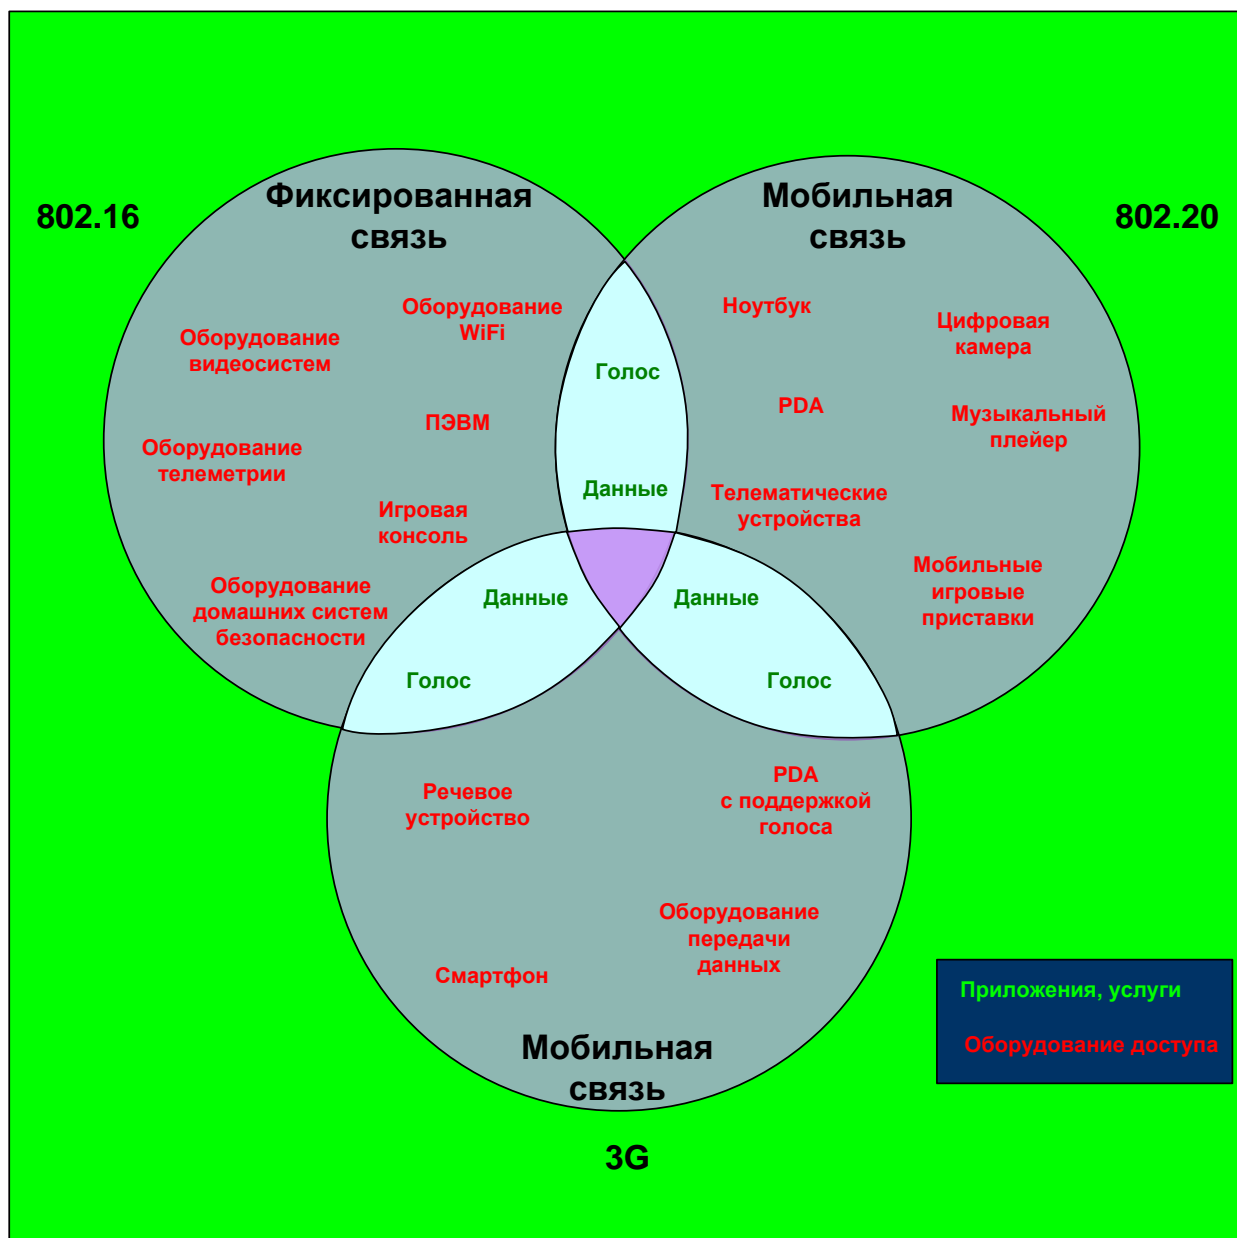 802.16
Фиксированная
связь
Оборудование
WiFi
Оборудование
видеосистем
ПЭВМ
Оборудование
телеметрии
Игровая
консоль
Оборудование
домашних систем
безопасности
Голос
Данные
Мобильная
связь
802.20
Ноутбук
Цифровая
камера
PDA
Музыкальный
плейер
Телематические
устройства
Мобильные
игровые
приставки
Данные
Голос
Данные
Голос
Речевое
устройство
PDA
с поддержкой
голоса
Оборудование
передачи
данных
Смартфон
Мобильная
связь
3G
Приложения, услуги
Оборудование доступа